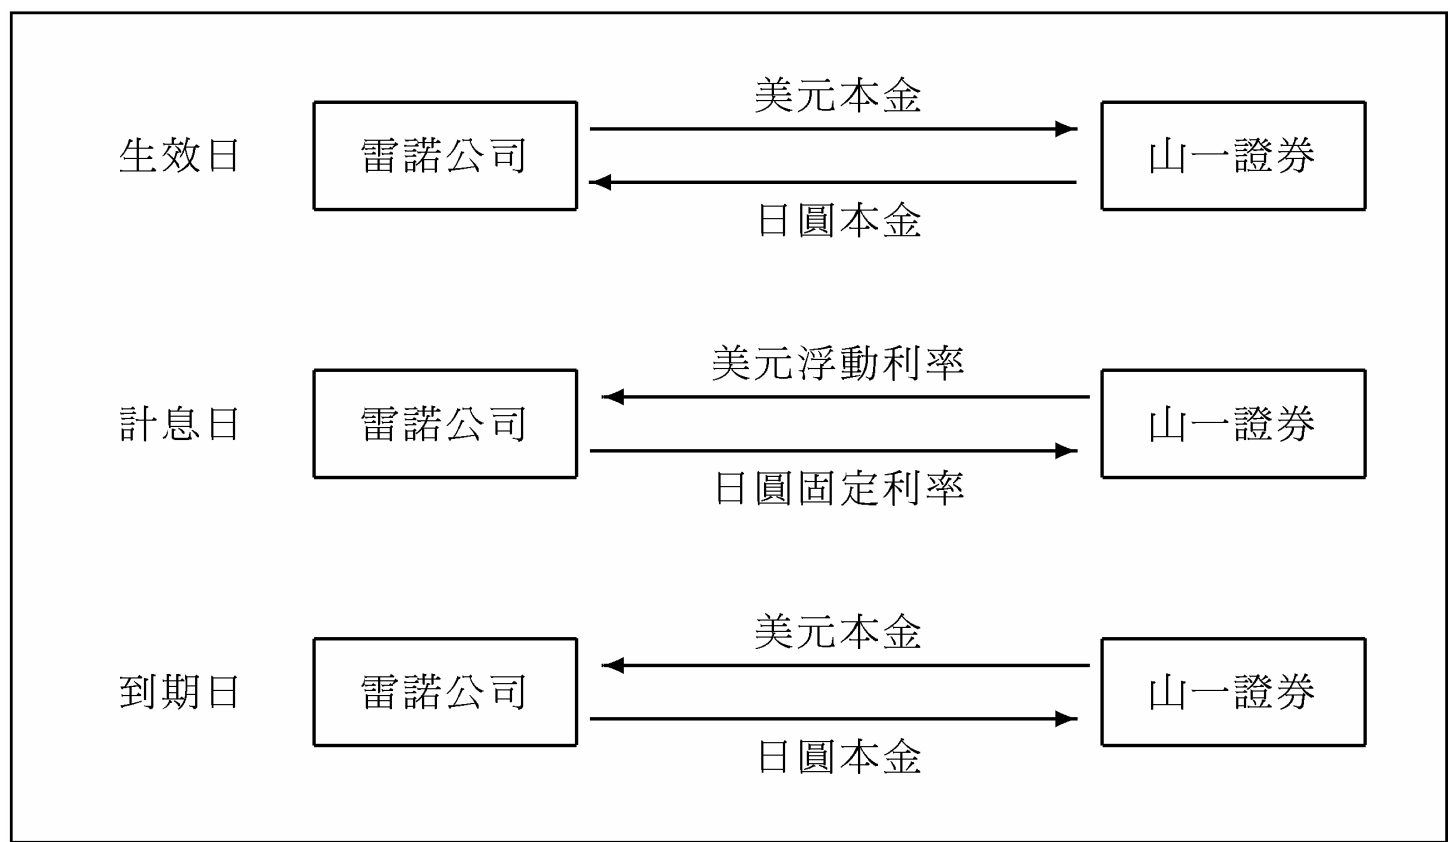 美元本金
生效日 雷諾公司 山一證券
日圓本金
美元浮動利率
計息日 雷諾公司 山一證券
日圓固定利率
美元本金
到期日 雷諾公司 山一證券
日圓本金